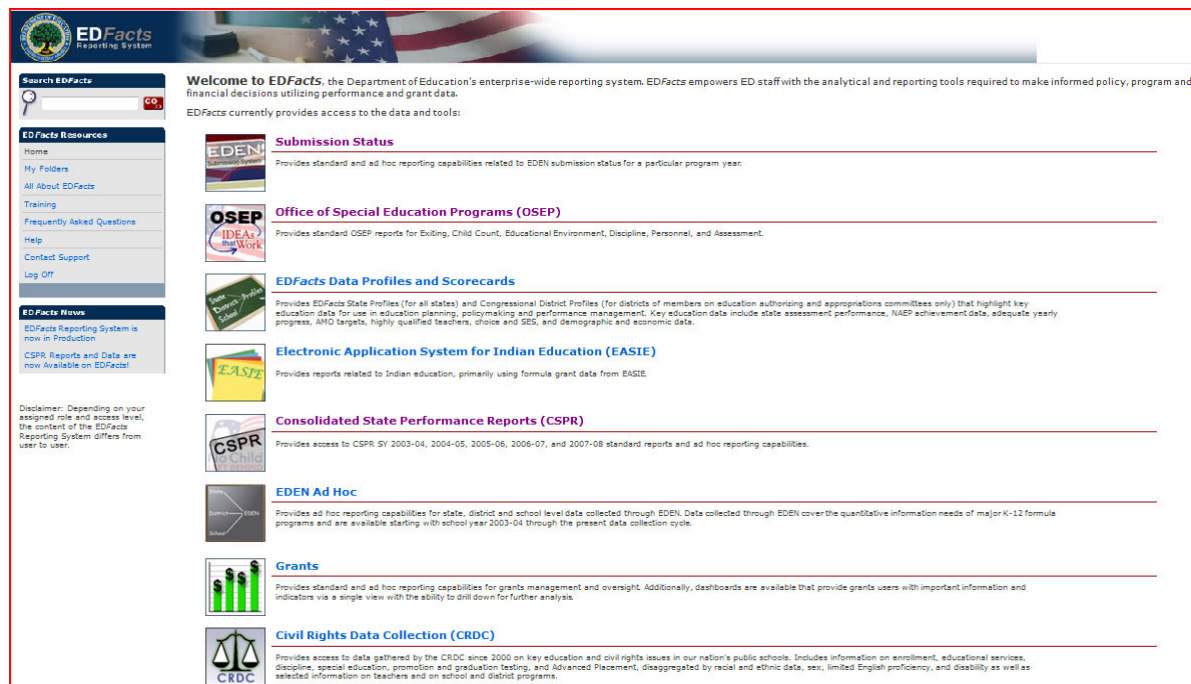 EDFacts
Reporting System
Search EDFacts
GO
EDFacts Resources
Home
My Folders
All About EDFacts
Training
Frequently Asked Questions
Help
Contact Support
Log Off
EDFacts News
EDFacts Reporting System is
now in Production
CSPR Reports and Data are
now Available on EDFacts!
Disclaimer: Depending on your
assigned role and access level,
the content of the EDFacts
Reporting System differs from
user to user.
Welcome to EDFacts, the Department of Education's enterprise-wide reporting system. EDFacts empowers ED staff with the analytical and reporting tools required to make informed policy, program and
financial decisions utilizing performance and grant data.
EDFacts currently provides access to the data and tools:
EDEN
Submission System
Submission Status
Provides standard and ad hoc reporting capabilities related to EDEN submission status for a particular program year.
OSEP
IDEAs
that Work
Office of Special Education Programs (OSEP)
Provides standard OSEP reports for Exiting, Child Count, Educational Environment, Discipline, Personnel, and Assessment.
State
District
School
Profiles
EDFacts Data Profiles and Scorecards
Provides EDFacts State Profiles (for all states) and Congressional District Profiles (for districts of members on education authorizing and appropriations committees only) that highlight key
education data for use in education planning, policymaking and performance management. Key education data include state assessment performance, NAEP achievement data, adequate yearly
progress, AMO targets, highly qualified teachers, choice and SES, and demographic and economic data.
EASIE
Electronic Application System for Indian Education (EASIE)
Provides reports related to Indian education, primarily using formula grant data from EASIE.
CSPR
No Child
Consolidated State Performance Reports (CSPR)
Provides access to CSPR SY 2003-04, 2004-05, 2005-06, 2006-07, and 2007-08 standard reports and ad hoc reporting capabilities.
State
District
EDEN
School
EDEN Ad Hoc
Provides ad hoc reporting capabilities for state, district and school level data collected through EDEN. Data collected through EDEN cover the quantitative information needs of major K-12 formula
programs and are available starting with school year 2003-04 through the present data collection cycle.
$ $ $ $
Grants
Provides standard and ad hoc reporting capabilities for grants management and oversight. Additionally, dashboards are available that provide grants users with important information and
indicators via a single view with the ability to drill down for further analysis.
CRDC
Civil Rights Data Collection (CRDC)
Provides access to data gathered by the CRDC since 2000 on key education and civil rights issues in our nation's public schools. Includes information on enrollment, educational services,
discipline, special education, promotion and graduation testing, and Advanced Placement, disaggregated by racial and ethnic data, sex, limited English proficiency, and disability as well as
selected information on teachers and on school and district programs.